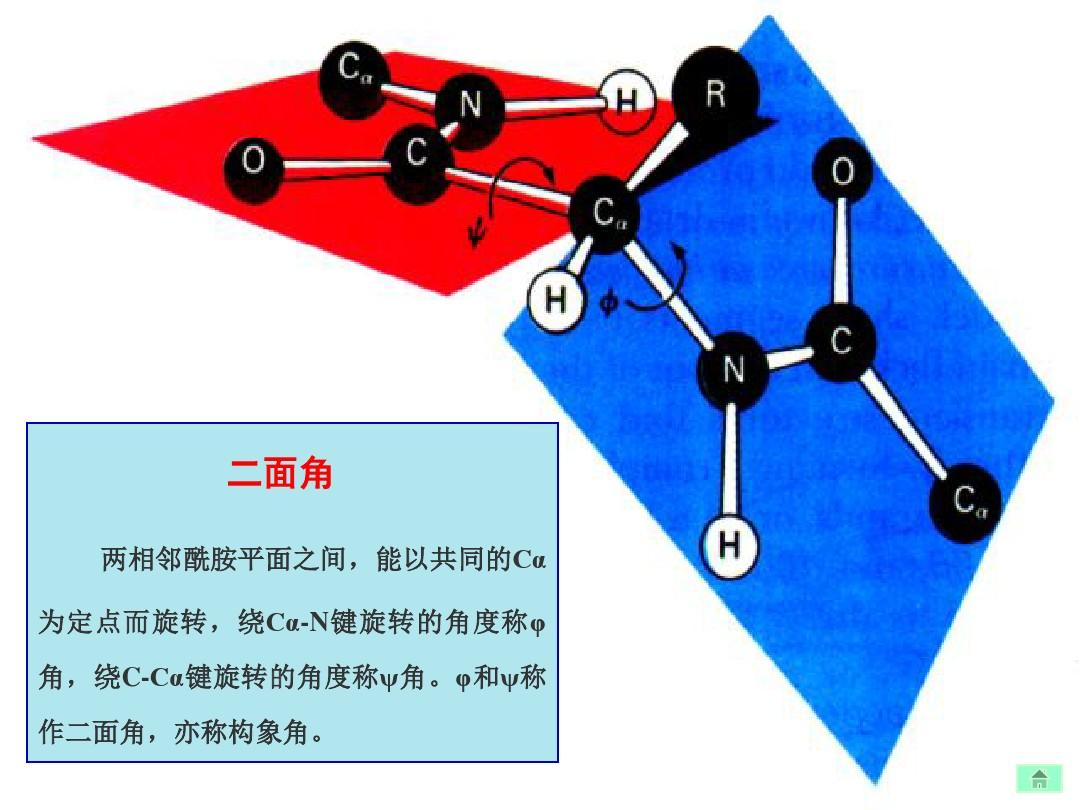 Cα
N
H
R
O
C
Cα
O
ψ
H
ϕ
C
N
Cα
H
二面角
两相邻酰胺平面之间，能以共同的Cα
为定点而旋转，绕Cα-N键旋转的角度称φ
角，绕C-Cα键旋转的角度称ψ角。φ和ψ称
作二面角，亦称构象角。